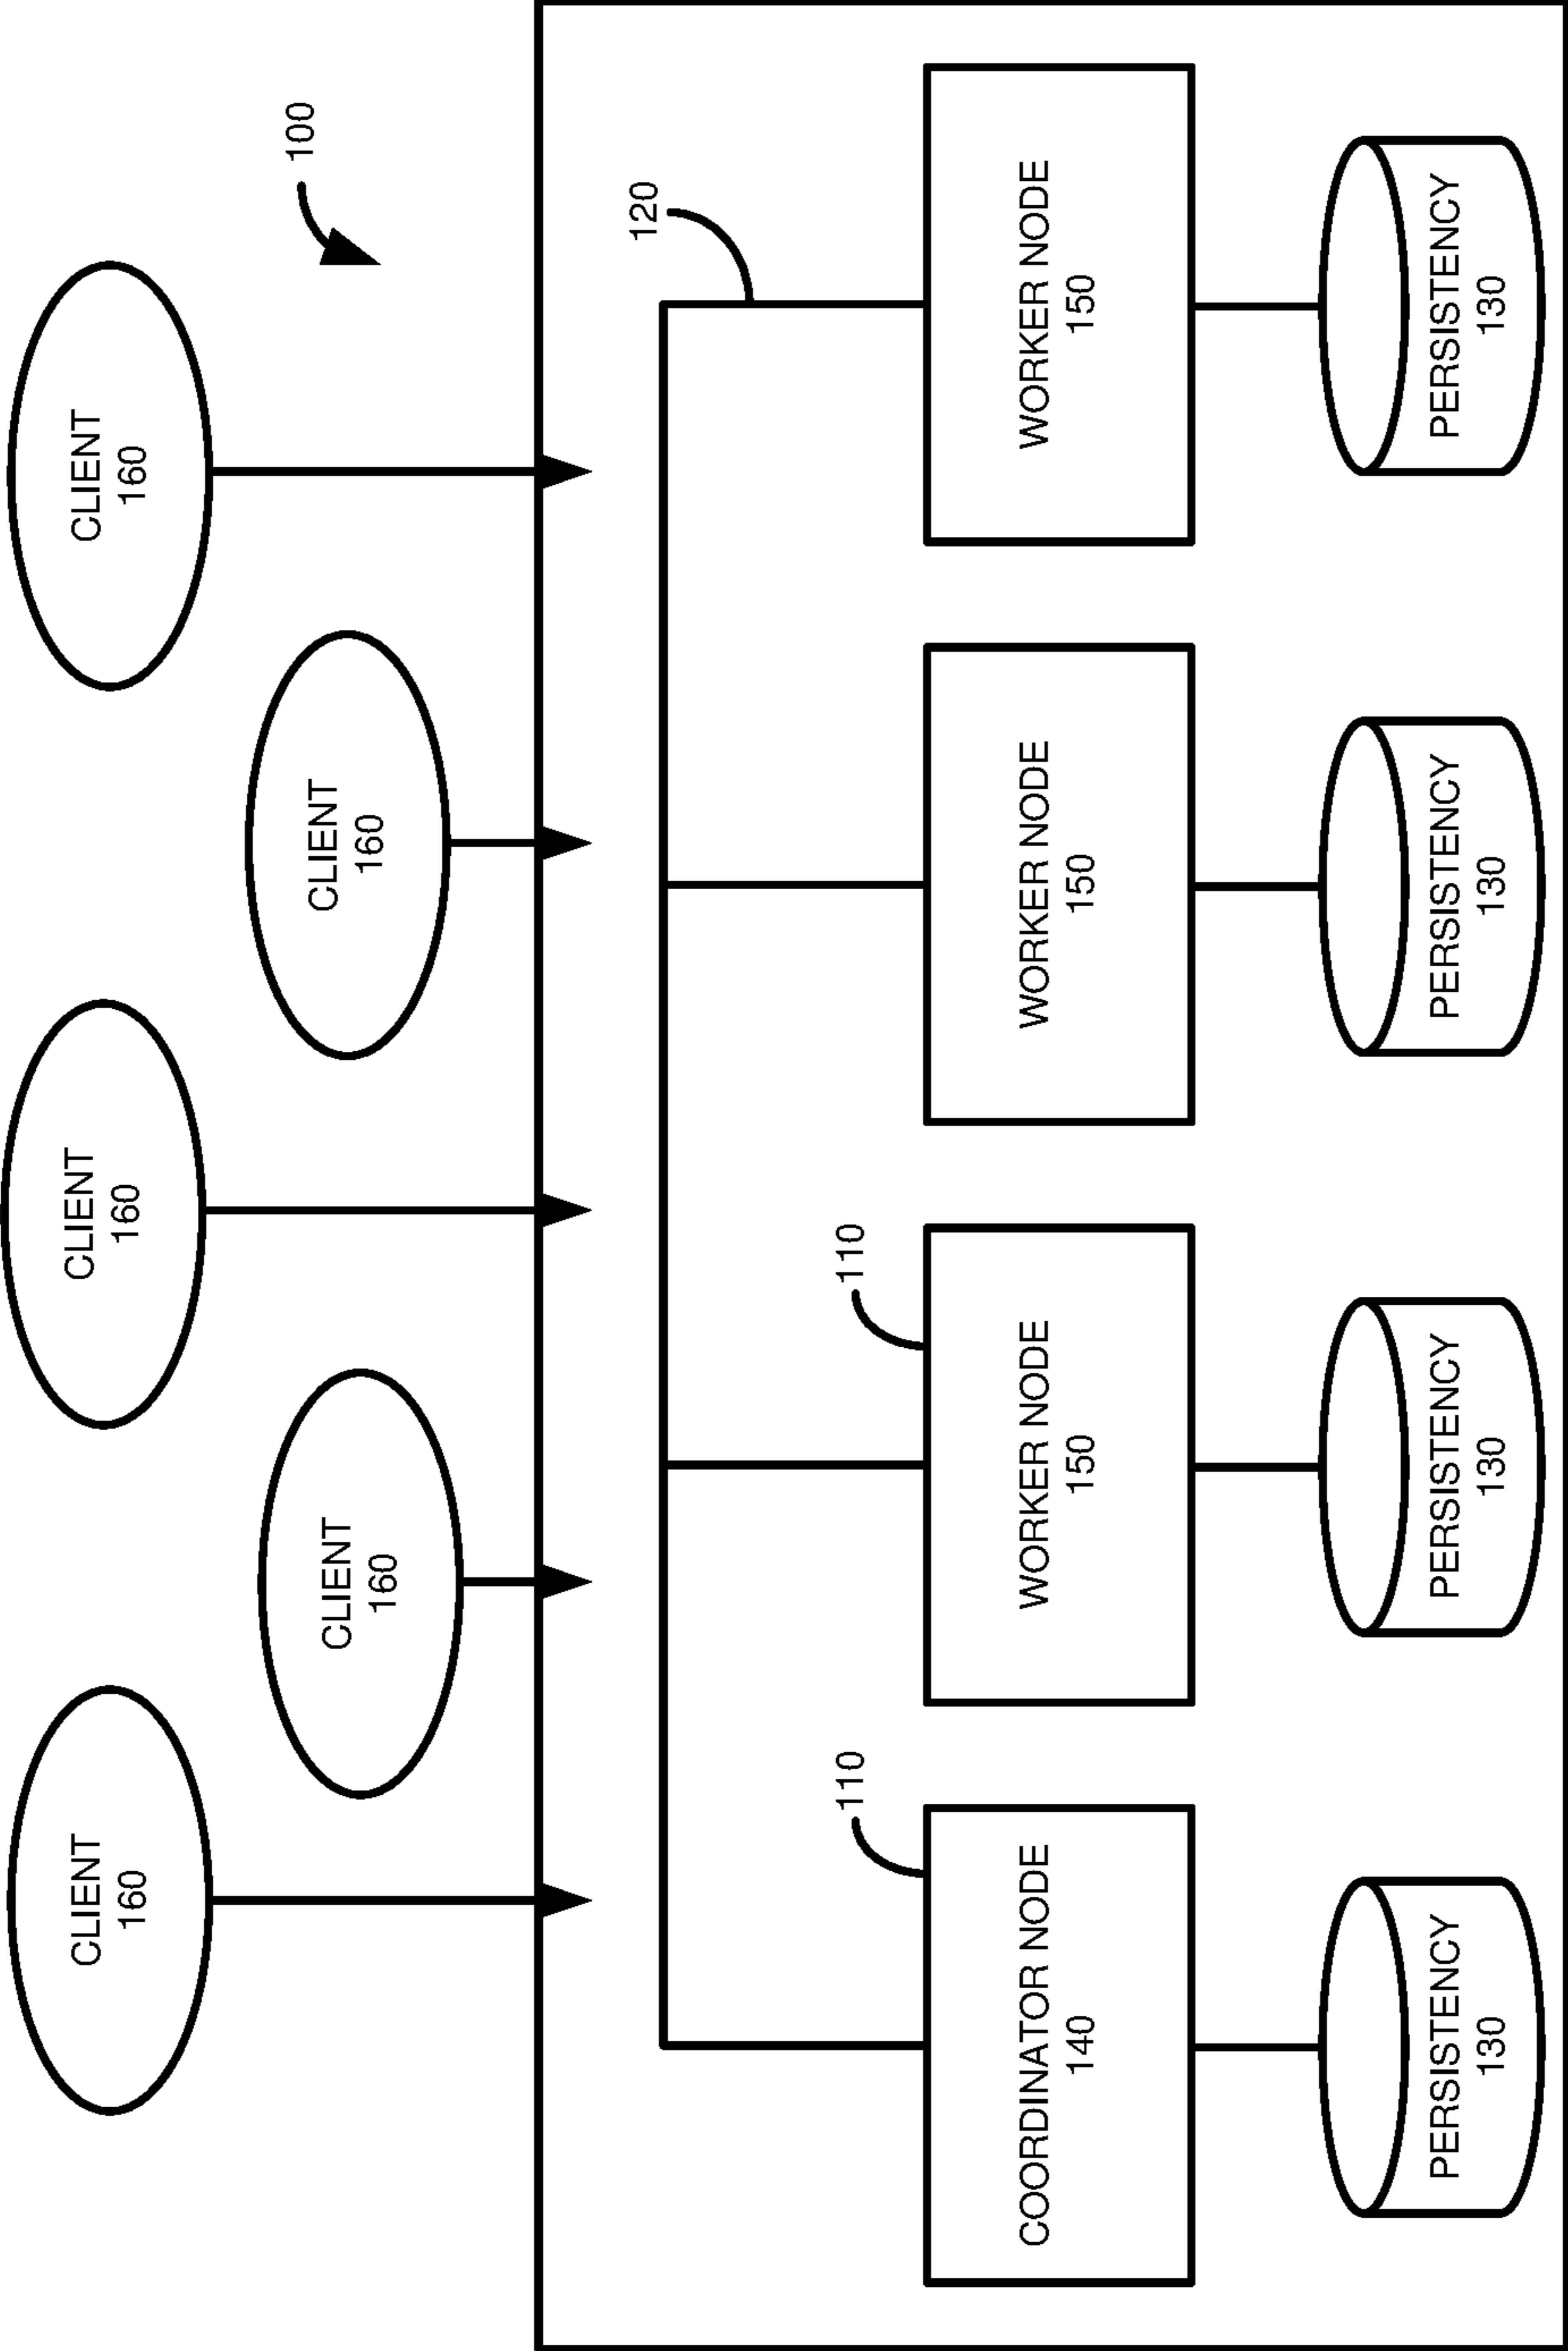 CLIENT
160
CLIENT
160
CLIENT
160
CLIENT
160
CLIENT
160
100
120
110
110
COORDINATOR NODE
140
WORKER NODE
150
WORKER NODE
150
WORKER NODE
150
PERSISTENCY
130
PERSISTENCY
130
PERSISTENCY
130
PERSISTENCY
130